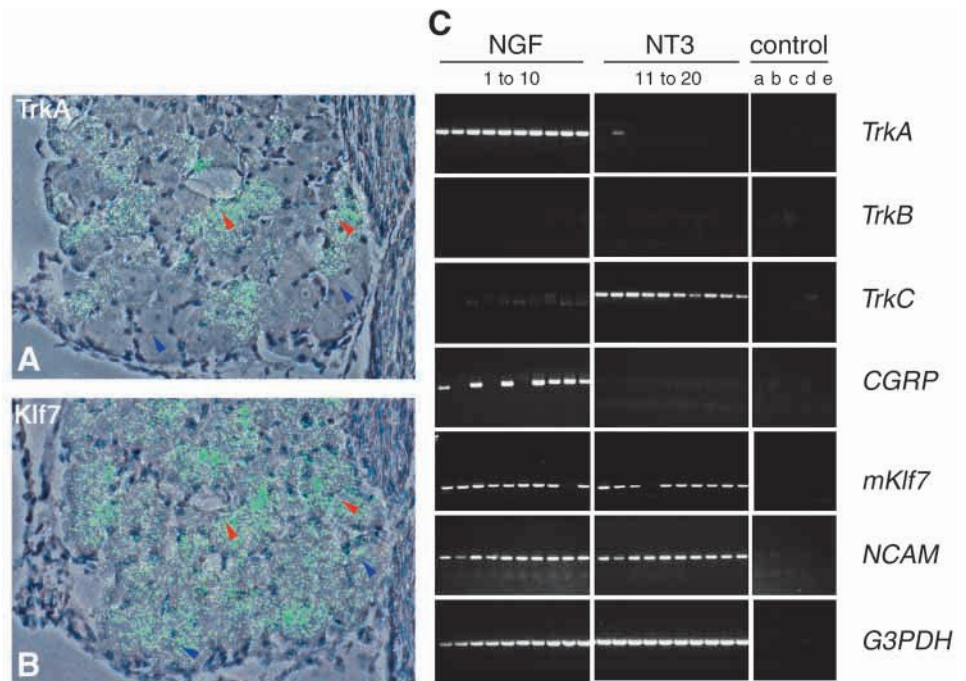 TrkA
A
Klf7
B
C
NGF NT3 control
1 to 10 11 to 20 a b c d e
TrkA
TrkB
TrkC
CGRP
mKlf7
NCAM
G3PDH